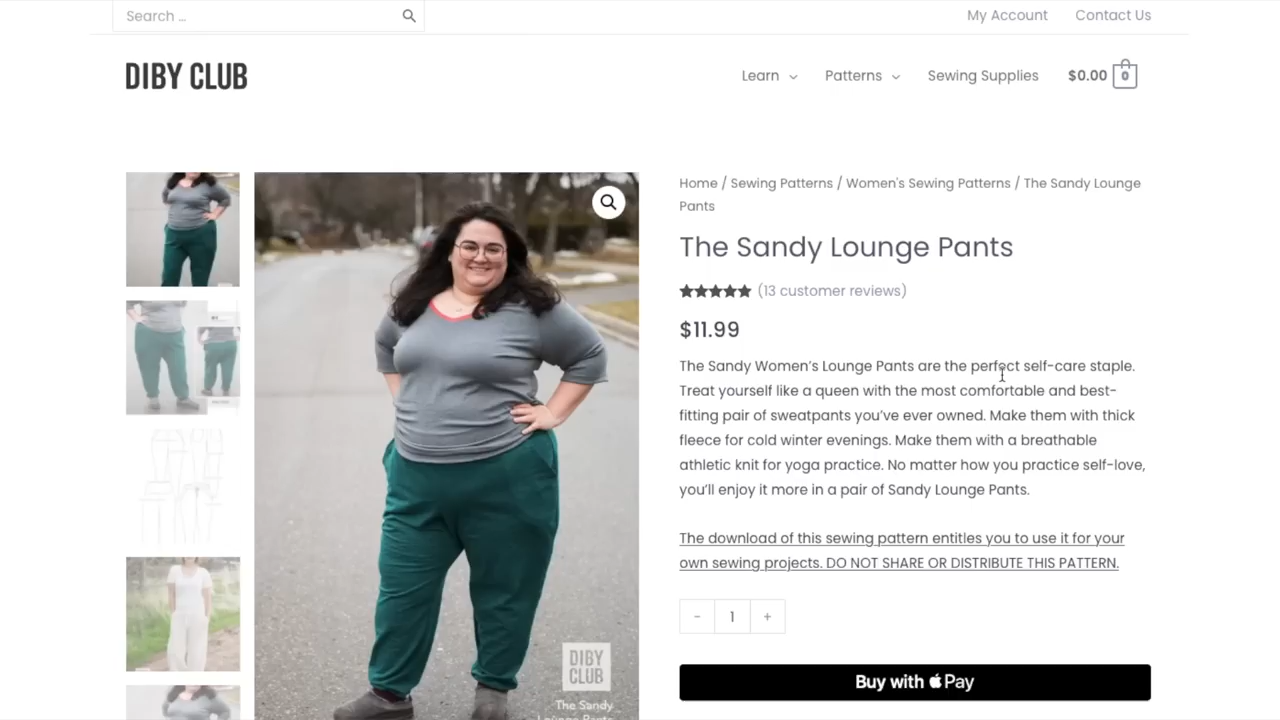 Search ...
My Account
Contact Us
DIBY CLUB
Learn
Patterns
Sewing Supplies
$0.00
0
Home / Sewing Patterns / Women's Sewing Patterns / The Sandy Lounge
Pants
The Sandy Lounge Pants
(13 customer reviews)
$11.99
The Sandy Women’s Lounge Pants are the perfect self-care staple.
Treat yourself like a queen with the most comfortable and best-
fitting pair of sweatpants you’ve ever owned. Make them with thick
fleece for cold winter evenings. Make them with a breathable
athletic knit for yoga practice. No matter how you practice self-love,
you’ll enjoy it more in a pair of Sandy Lounge Pants.
The download of this sewing pattern entitles you to use it for your
own sewing projects. DO NOT SHARE OR DISTRIBUTE THIS PATTERN.
- 1 +
Buy with Pay
DIBY
CLUB
The Sandy
Lounge Pants